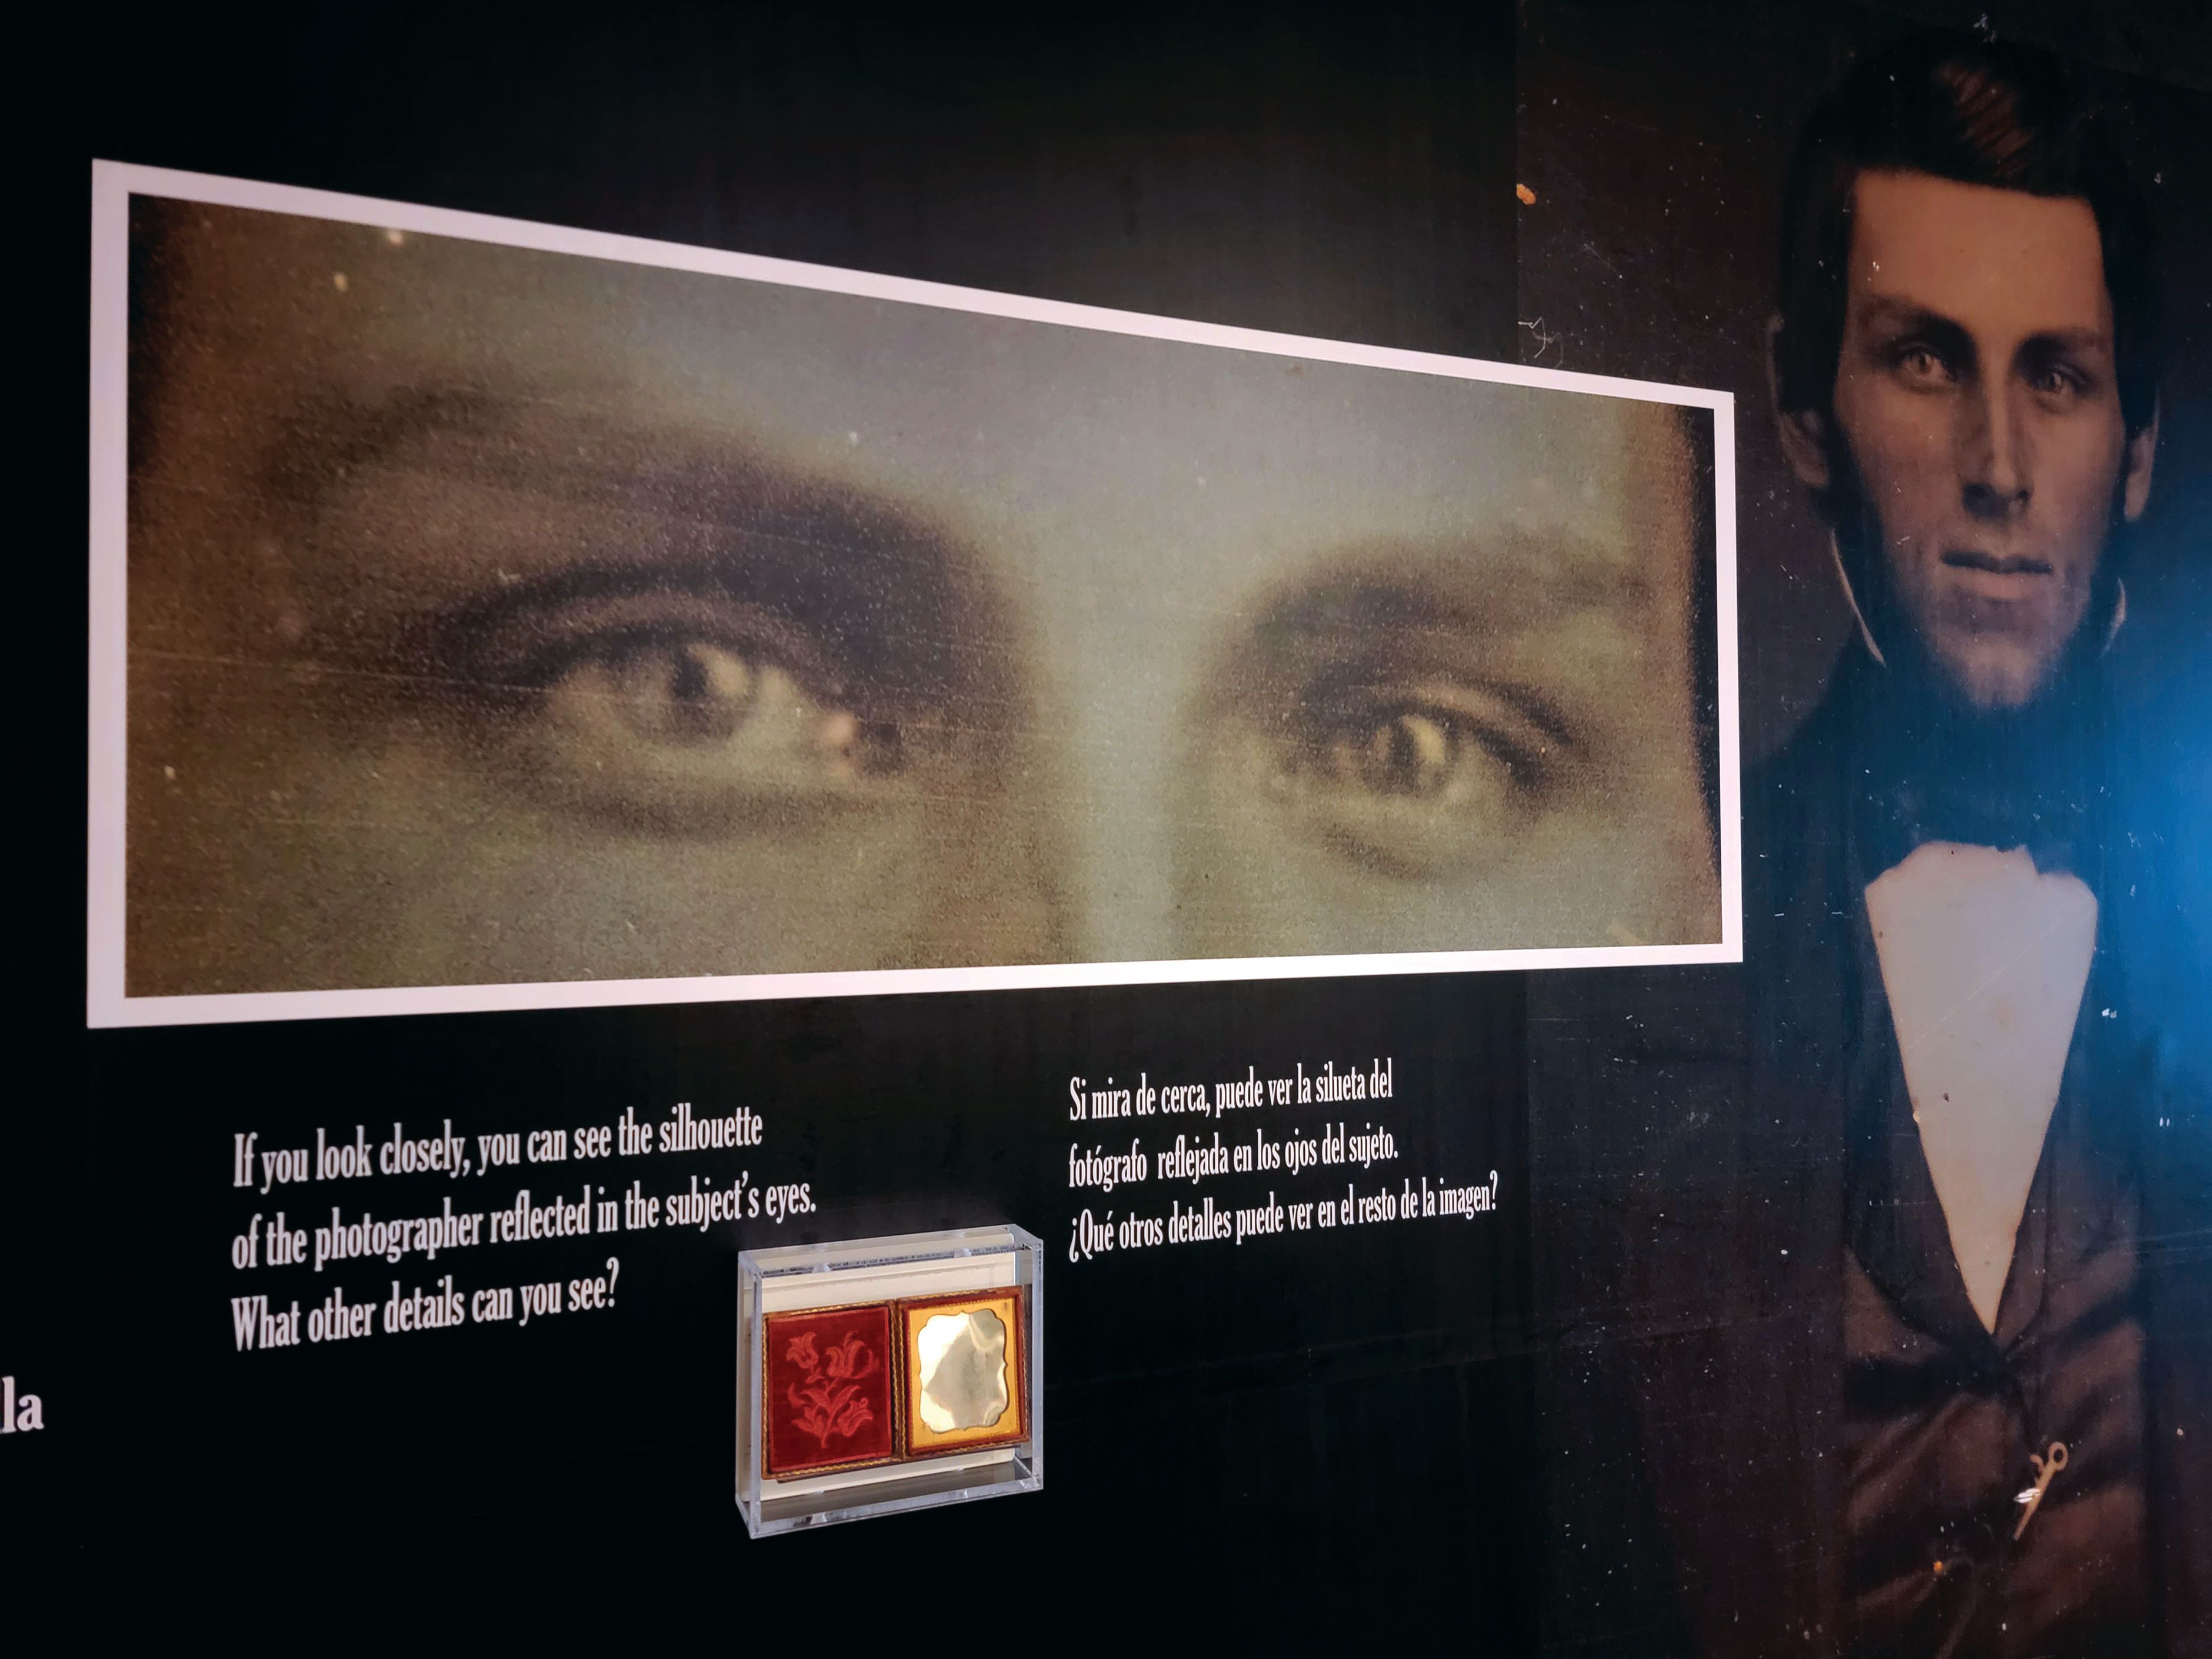 If you look closely, you can see the silhouette
of the photographer reflected in the subject's eyes.
What other details can you see?
Si mira de cerca, puede ver la silueta del
fotógrafo reflejada en los ojos del sujeto.
¿Qué otros detalles puede ver en el resto de la imagen?
la